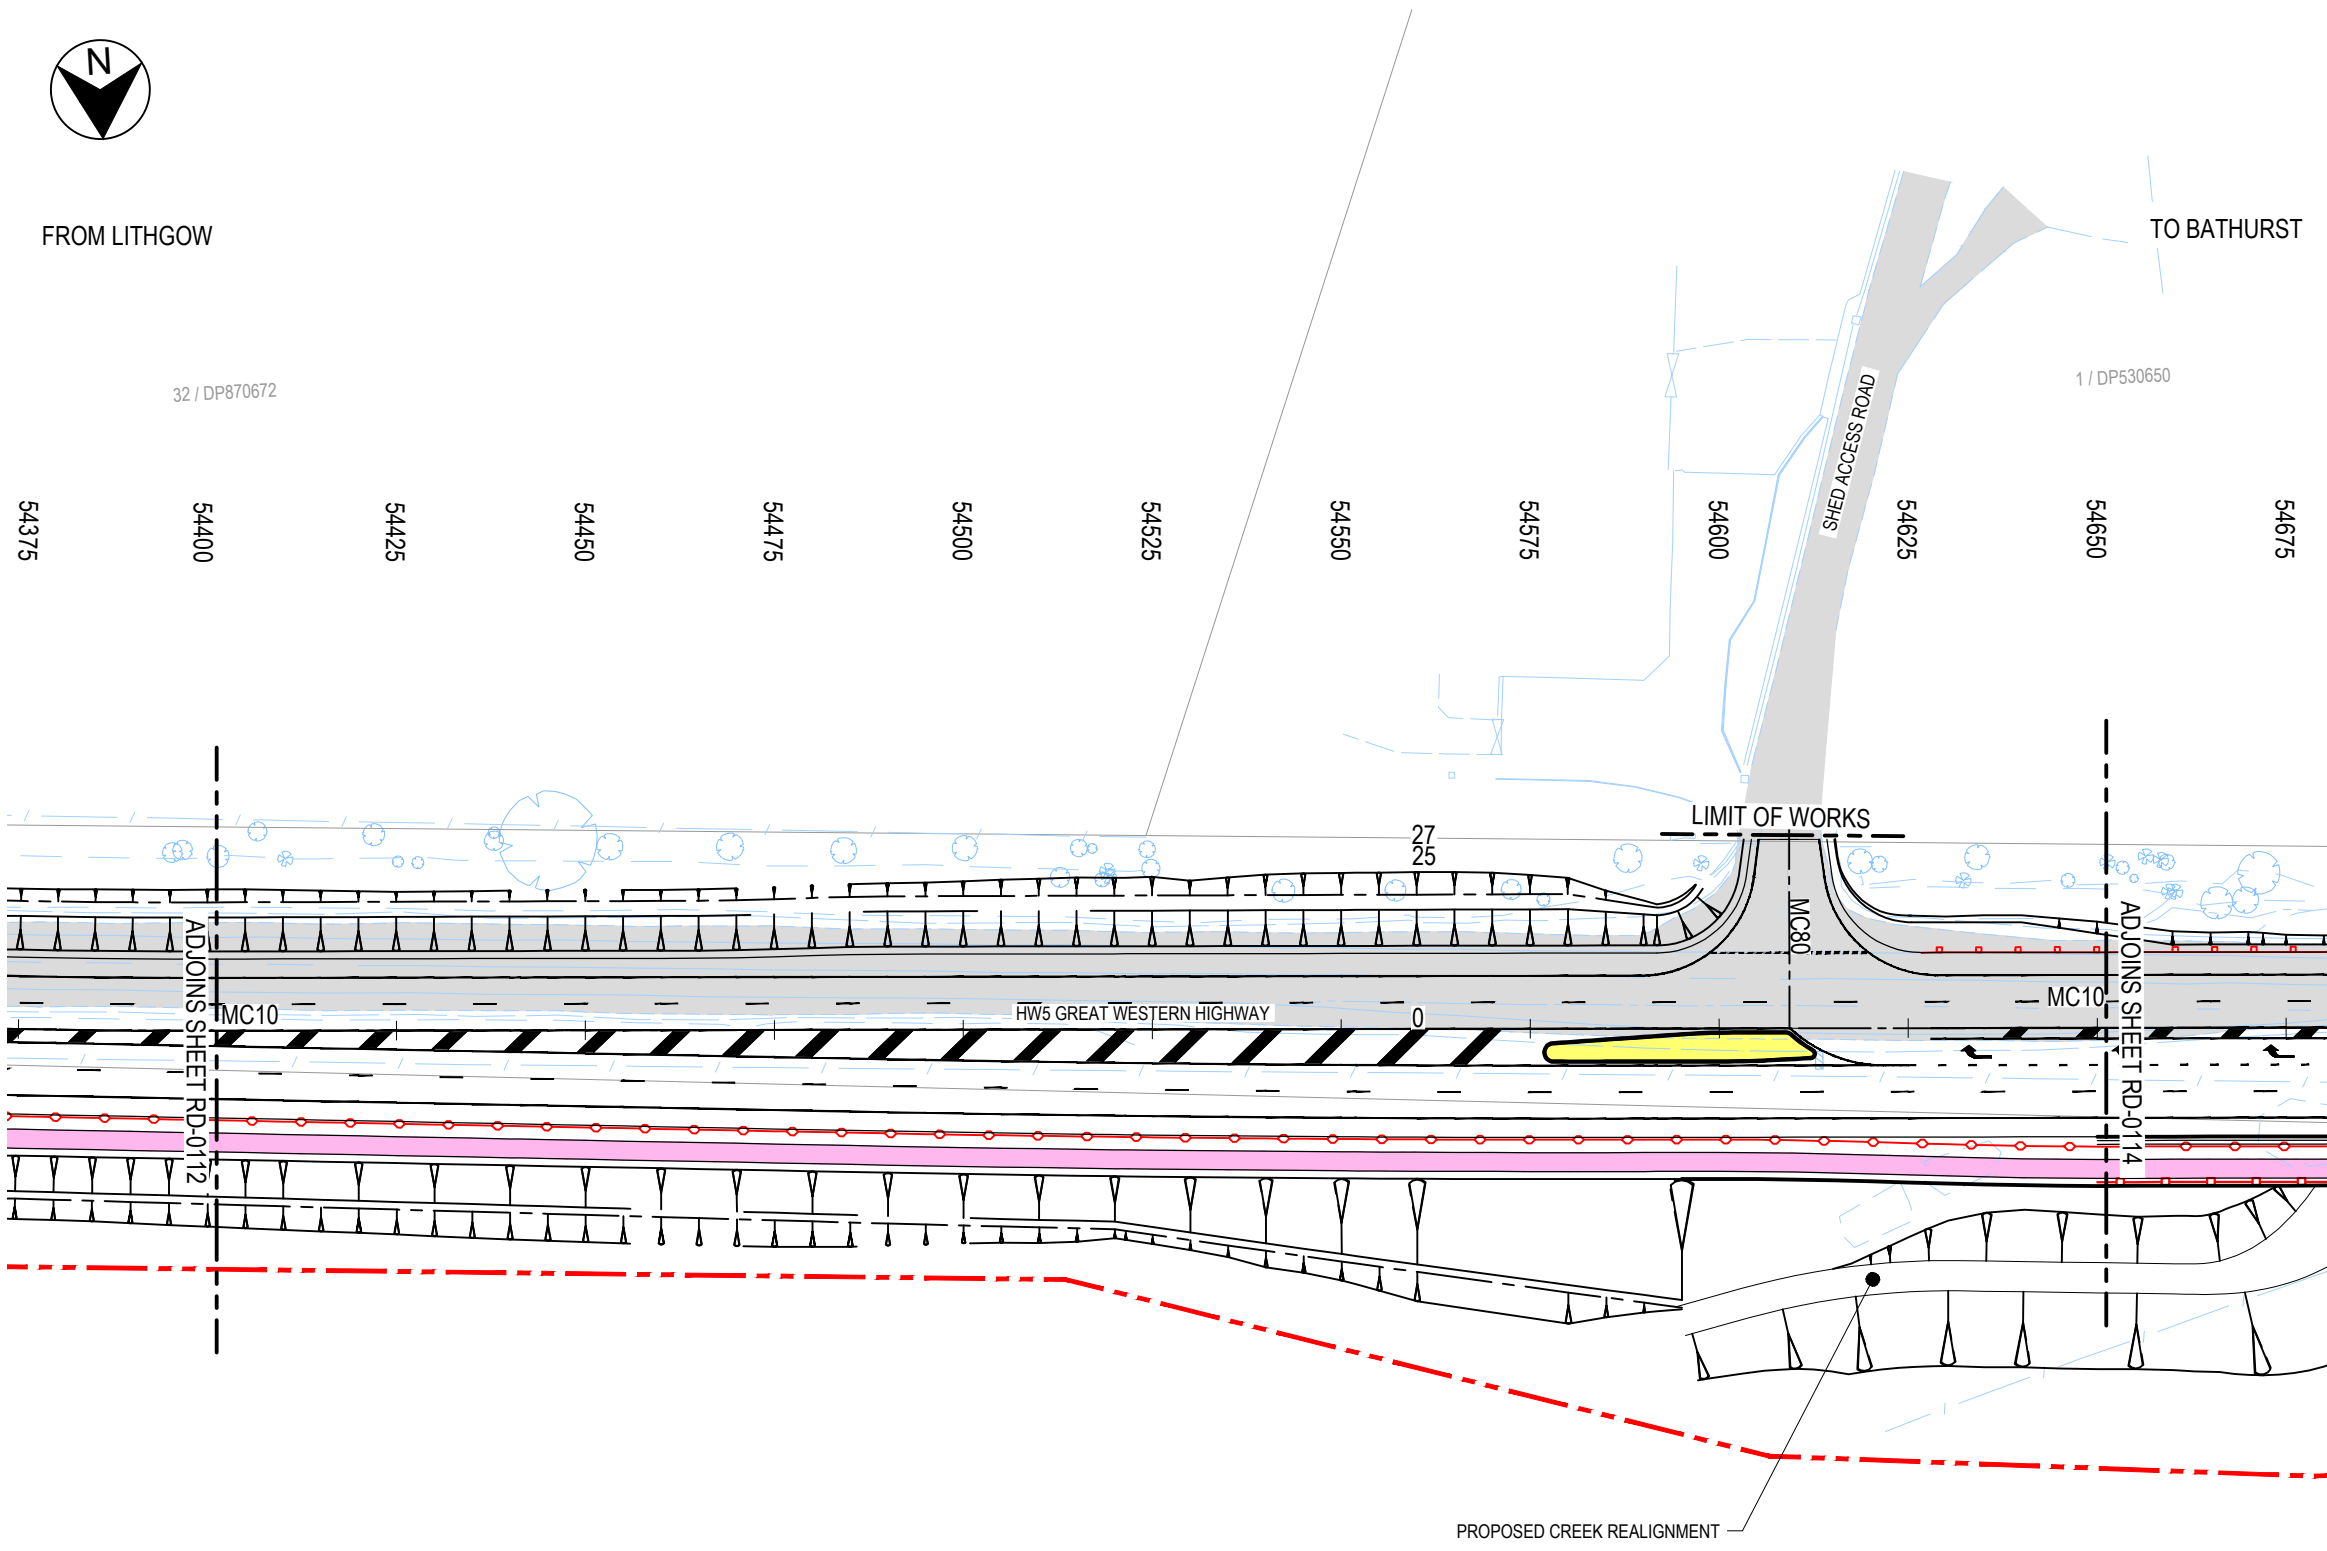 N
FROM LITHGOW
TO BATHURST
32 / DP870672
1 / DP530650
SHED ACCESS ROAD
54375
54400
54425
54450
54475
54500
54525
54550
54575
54600
54625
54650
54675
LIMIT OF WORKS
27
25
MC80
ADJOINS SHEET RD-0112
ADJOINS SHEET RD-0114
MC10
HW5 GREAT WESTERN HIGHWAY
0
MC10
PROPOSED CREEK REALIGNMENT